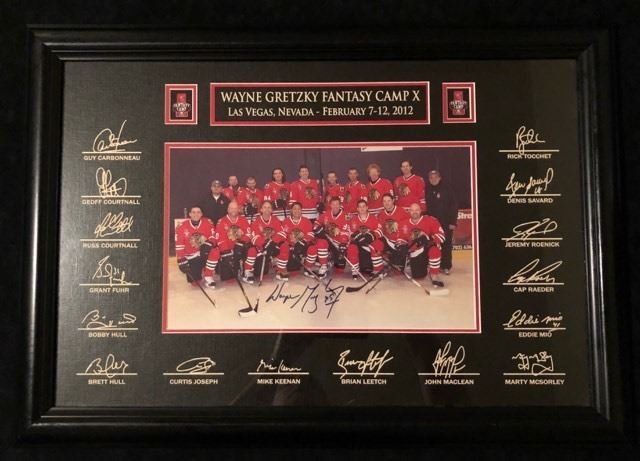 WAYNE GRETZKY FANTASY CAMP X
LAS VEGAS, NEVADA - FEBRUARY 7-12, 2012
GUY CARBONNEAU
GEOFF COURTNALL
RUSS COURTNALL
GRANT FUHR
BOBBY HULL
BRETT HULL
CURTIS JOSEPH
MIKE KEENAN
BRIAN LEETCH
JOHN MACLEAN
MARTY MCSORLEY
RICK TOCCHET
DENIS SAVARD
JEREMY ROENICK
CAP RAEDER
EDDIE MIO